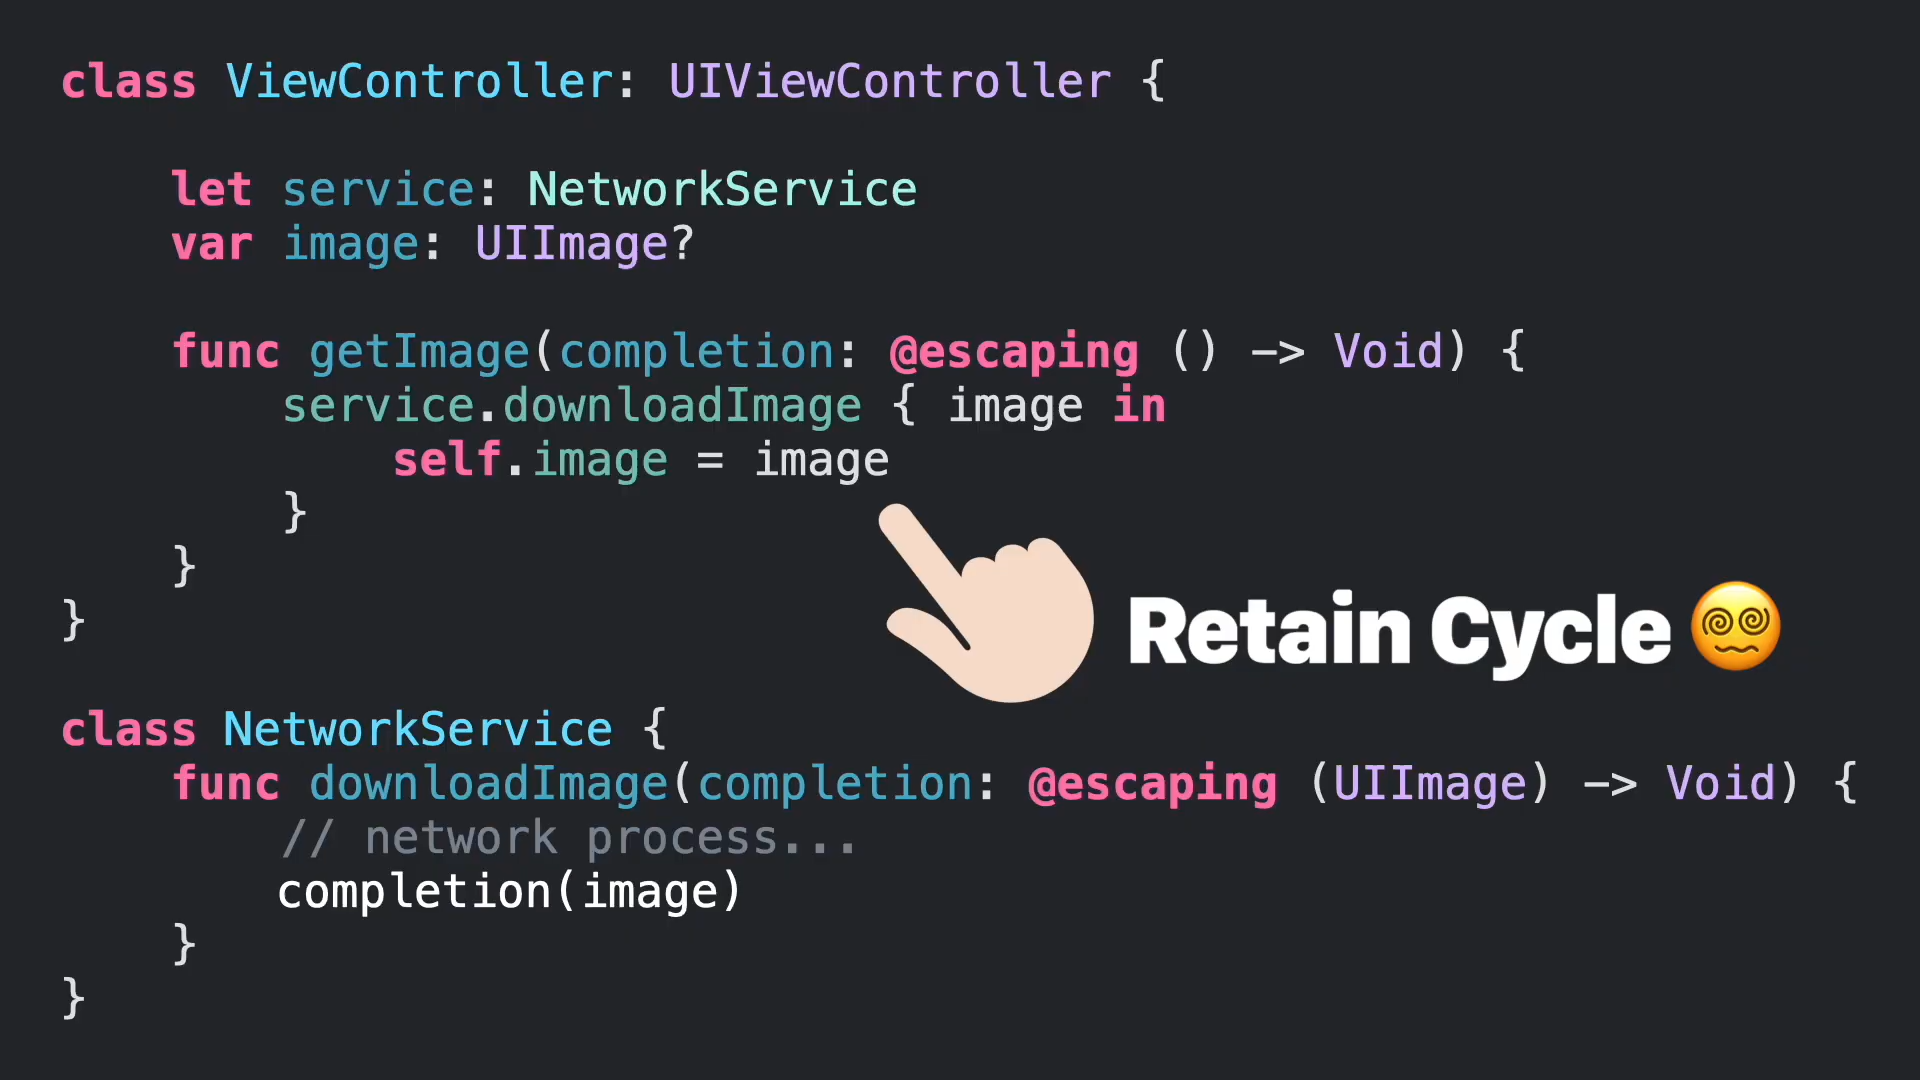 class ViewController: UIViewController {
let service: NetworkService
var image: UIImage?
func getImage(completion: @escaping () -> Void) {
service.downloadImage { image in
self.image = image
}
}
}
Retain Cycle 😵‍💫
class NetworkService {
func downloadImage(completion: @escaping (UIImage) -> Void) {
// network process...
completion(image)
}
}